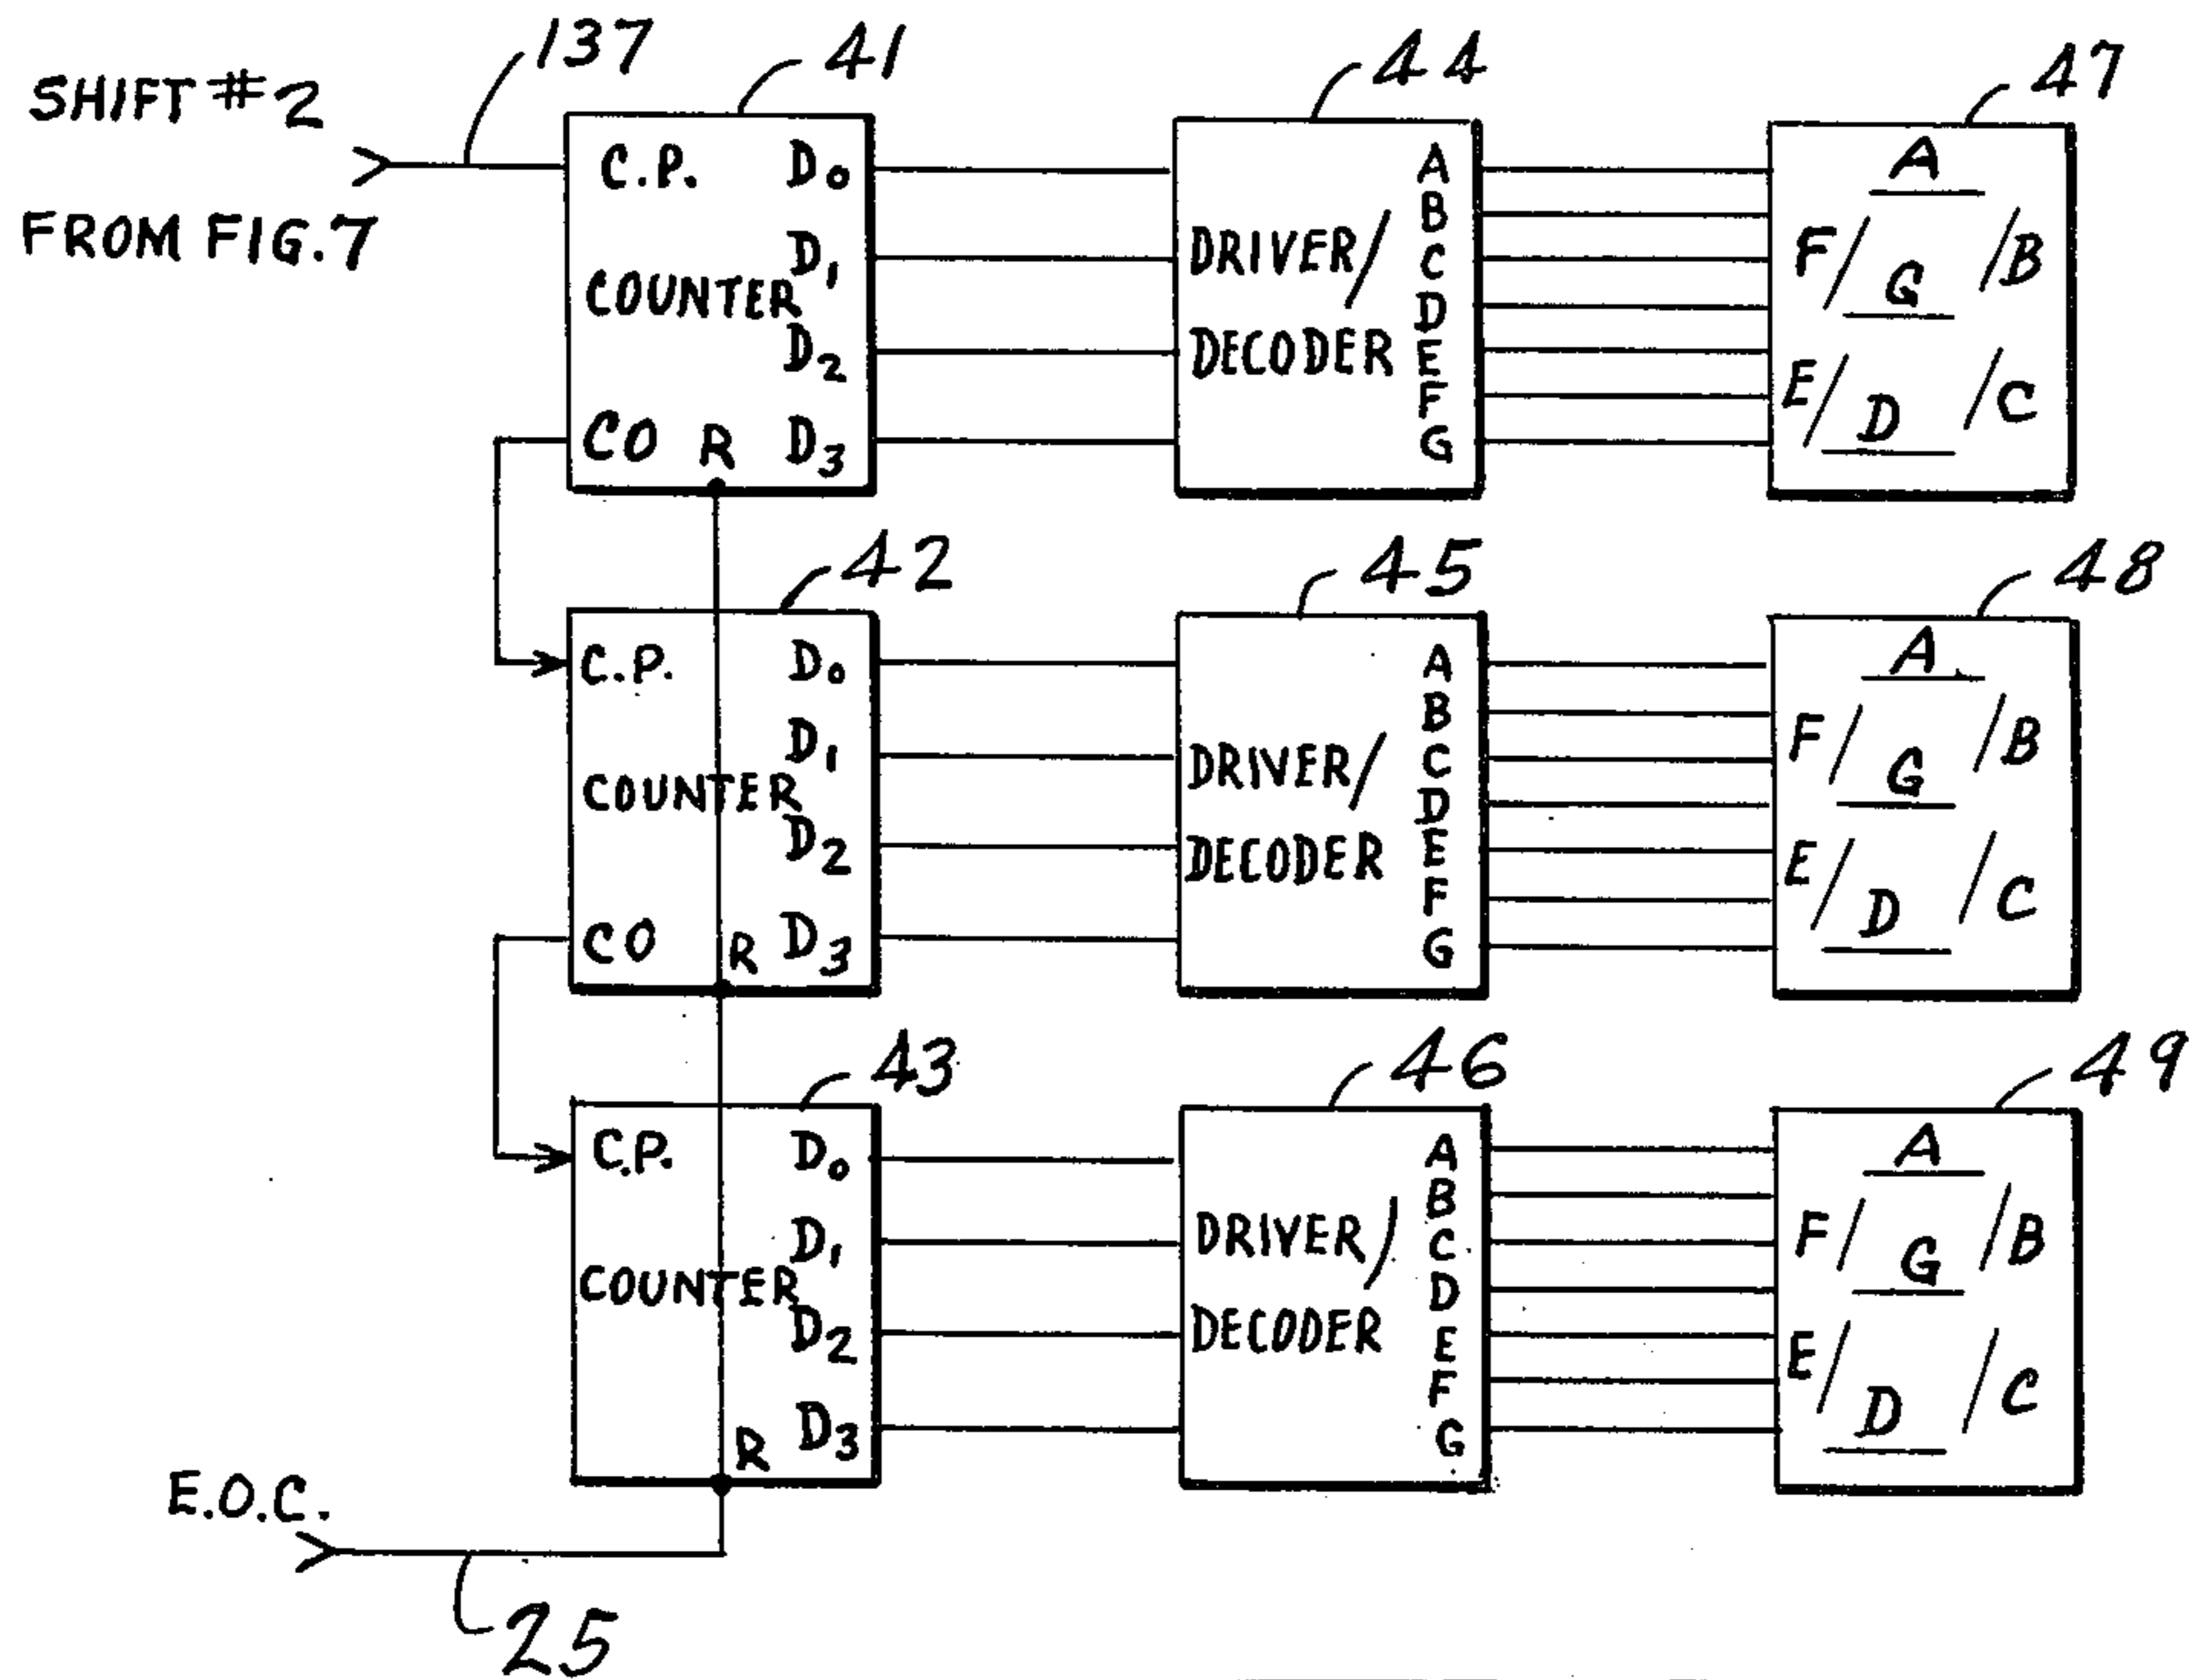 SHIFT #2
FROM FIG. 7
137
41
C.P. D0
D1
COUNTER
D2
CO R D3
44
DRIVER/
DECODER
A
B
C
D
E
F
G
47
A
F/ G /B
E/ D /C
42
C.P. D0
D1
COUNTER
D2
CO R D3
45
DRIVER/
DECODER
A
B
C
D
E
F
G
48
A
F/ G /B
E/ D /C
43
C.P. D0
D1
COUNTER
D2
R D3
46
DRIVER/
DECODER
A
B
C
D
E
F
G
49
A
F/ G /B
E/ D /C
E.O.C.
25